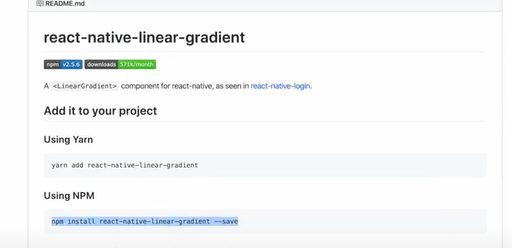 README.md
react-native-linear-gradient
npm v2.5.6 downloads 571k/month
A <LinearGradient> component for react-native, as seen in react-native-login.
Add it to your project
Using Yarn
yarn add react-native-linear-gradient
Using NPM
npm install react-native-linear-gradient --save